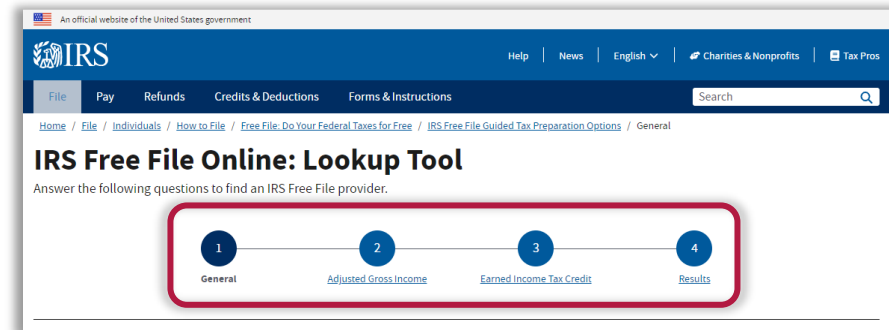 An official website of the United States government
IRS
Help News English Charities & Nonprofits Tax Pros
File Pay Refunds Credits & Deductions Forms & Instructions Search
Home / File / Individuals / How to File / Free File: Do Your Federal Taxes for Free / IRS Free File Guided Tax Preparation Options / General
IRS Free File Online: Lookup Tool
Answer the following questions to find an IRS Free File provider.
1 2 3 4
General Adjusted Gross Income Earned Income Tax Credit Results